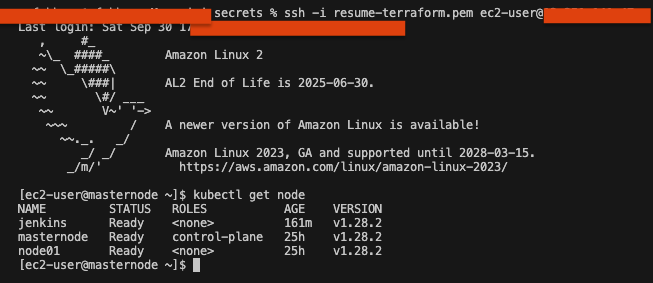 secrets % ssh -i resume-terraform.pem ec2-user@
Last login: Sat Sep 30 17
,     #_
~\_  ####_        Amazon Linux 2
~~  \_#####\
~~     \###|       AL2 End of Life is 2025-06-30.
~~       \#/ ___
~~       V~' '->
~~~         /    A newer version of Amazon Linux is available!
~~._.   _/
_/ _/       Amazon Linux 2023, GA and supported until 2028-03-15.
_/m/'           https://aws.amazon.com/linux/amazon-linux-2023/
[ec2-user@masternode ~]$ kubectl get node
NAME         STATUS   ROLES           AGE    VERSION
jenkins      Ready    <none>          161m   v1.28.2
masternode   Ready    control-plane   25h    v1.28.2
node01       Ready    <none>          25h    v1.28.2
[ec2-user@masternode ~]$